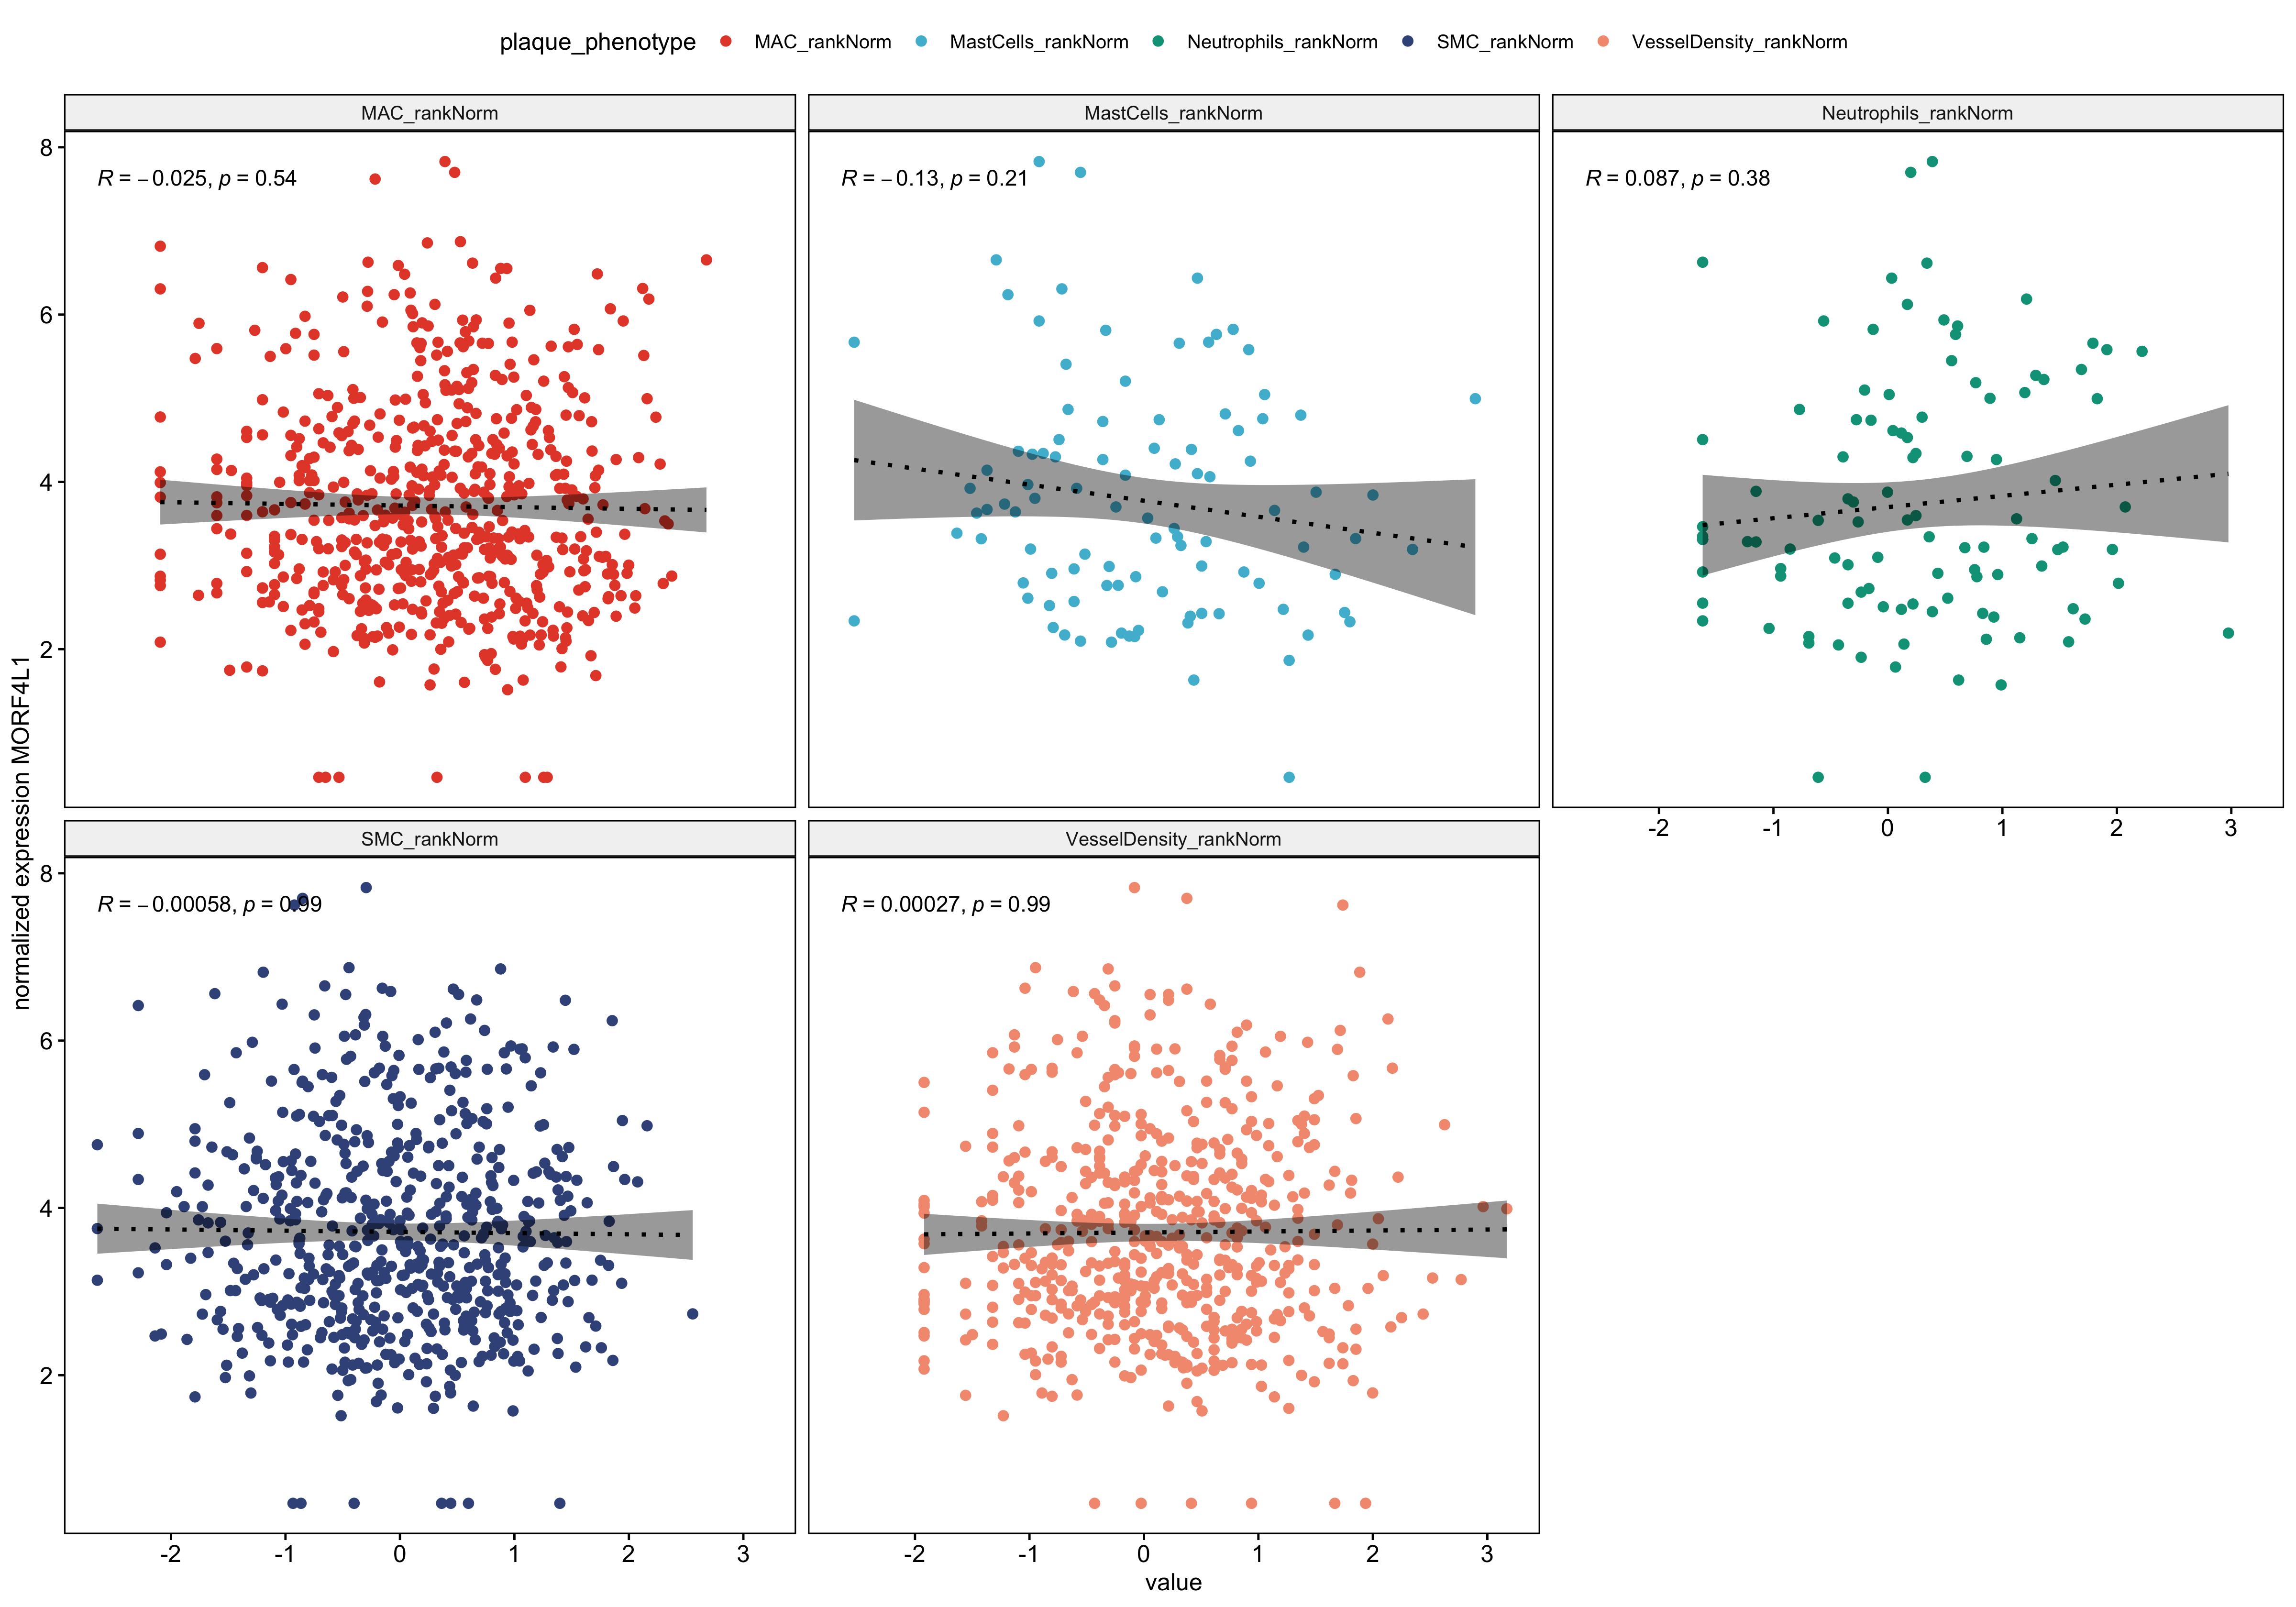 plaque_phenotype MAC_rankNorm MastCells_rankNorm Neutrophils_rankNorm SMC_rankNorm VesselDensity_rankNorm
MAC_rankNorm MastCells_rankNorm Neutrophils_rankNorm
R = −0.025, p = 0.54 R = −0.13, p = 0.21 R = 0.087, p = 0.38
8
6
4
2
-2 -1 0 1 2 3
normalized expression MORF4L1
SMC_rankNorm VesselDensity_rankNorm
R = −0.00058, p = 0.99 R = 0.00027, p = 0.99
8
6
4
2
-2 -1 0 1 2 3 -2 -1 0 1 2 3
value